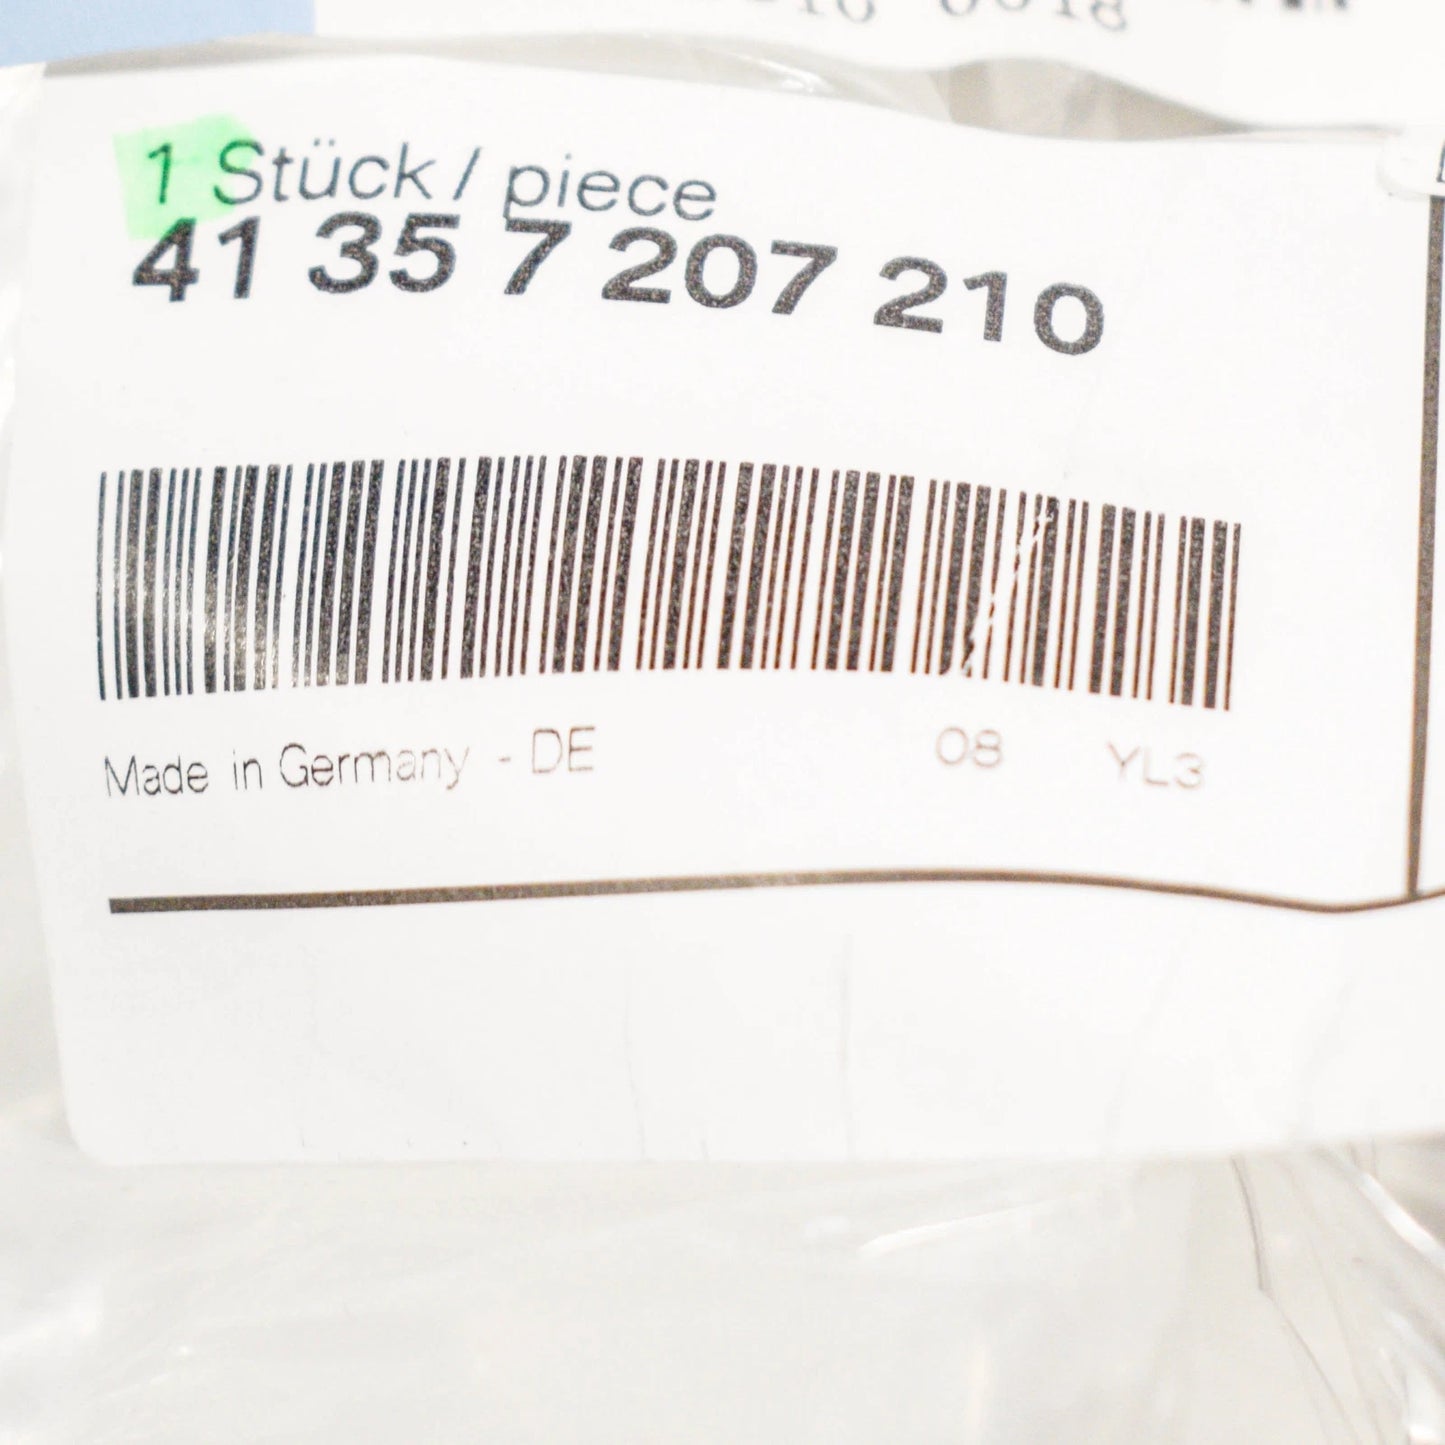 1 Stück / piece
41 35 7 207 210
Made in Germany - DE 08 YL3